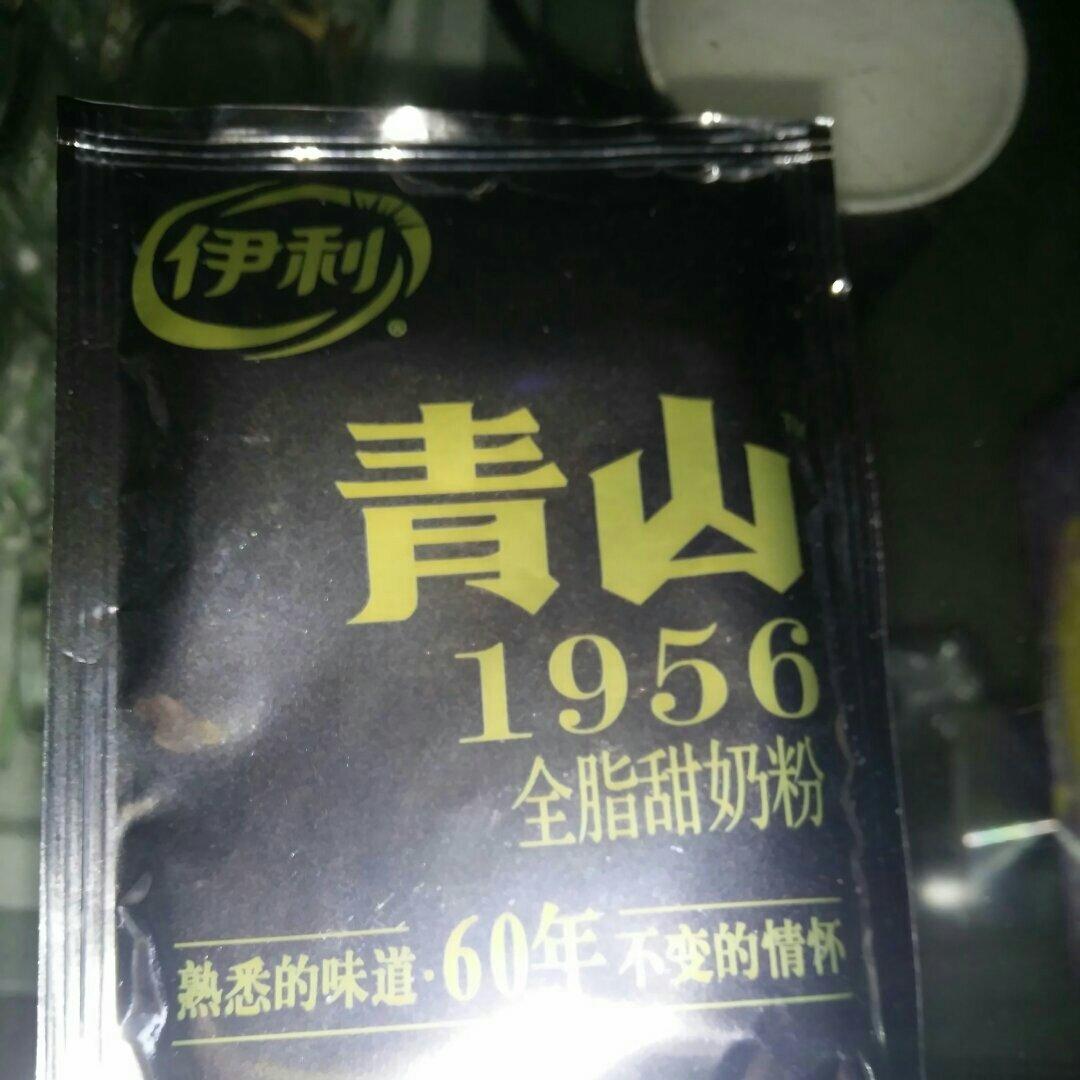 伊利®
青山
1956
全脂甜奶粉
熟悉的味道·60年 不变的情怀